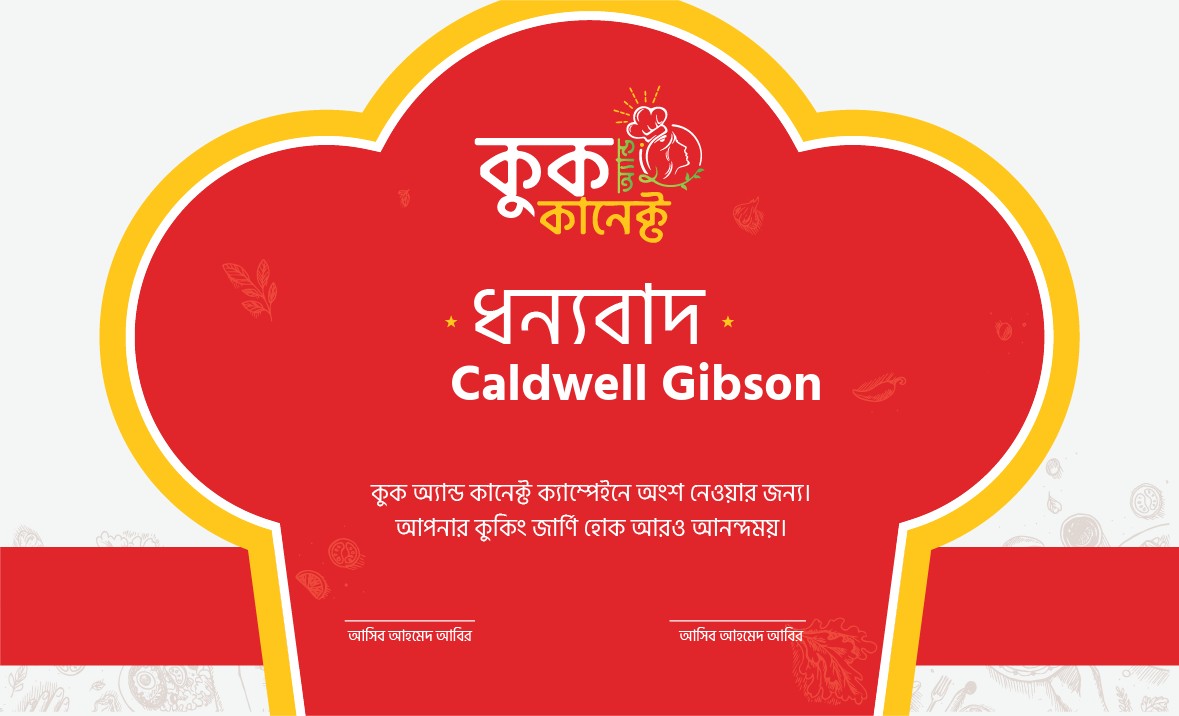 কুক অ্যান্ড
কানেক্ট
ধন্যবাদ
Caldwell Gibson
কুক অ্যান্ড কানেক্ট ক্যাম্পেইনে অংশ নেওয়ার জন্য।
আপনার কুকিং জার্ণি হোক আরও আনন্দময়।
আসিব আহমেদ আবির
আসিব আহমেদ আবির